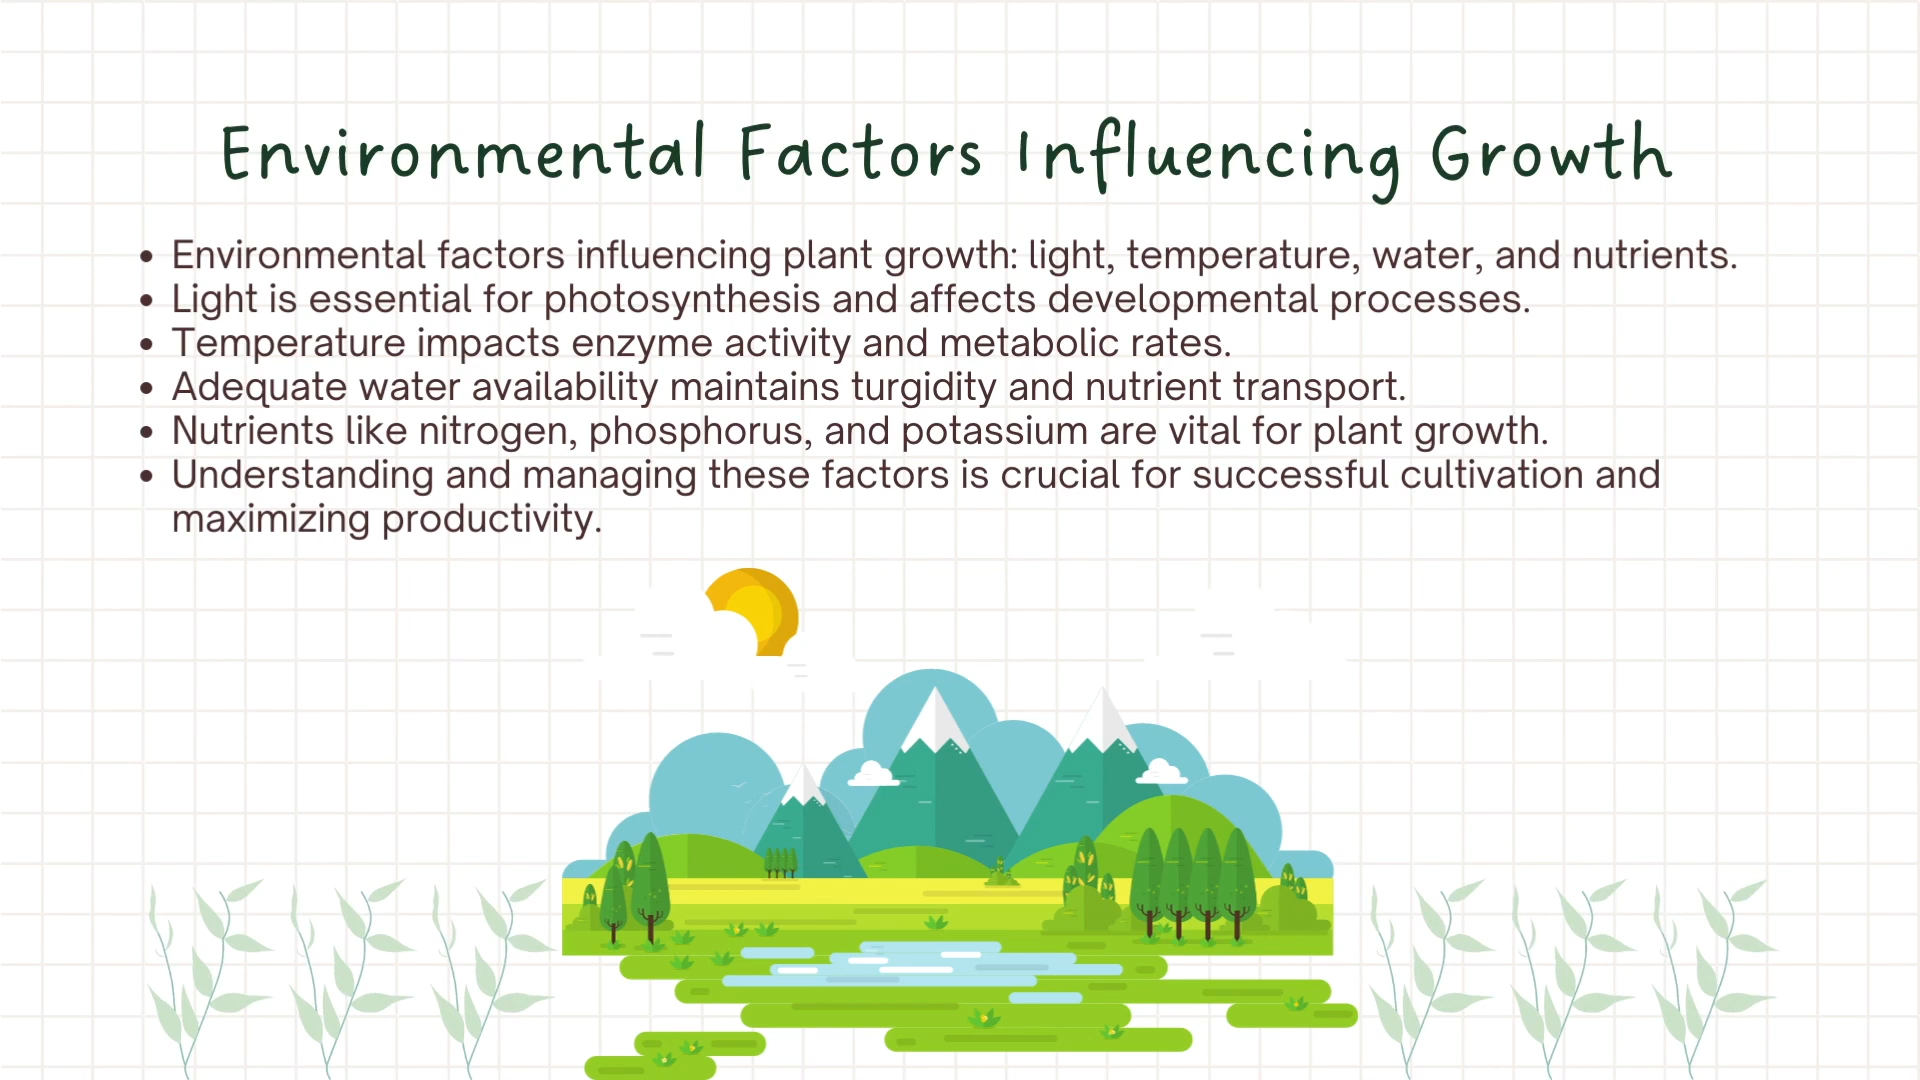 Environmental Factors Influencing Growth
• Environmental factors influencing plant growth: light, temperature, water, and nutrients.
• Light is essential for photosynthesis and affects developmental processes.
• Temperature impacts enzyme activity and metabolic rates.
• Adequate water availability maintains turgidity and nutrient transport.
• Nutrients like nitrogen, phosphorus, and potassium are vital for plant growth.
• Understanding and managing these factors is crucial for successful cultivation and
maximizing productivity.